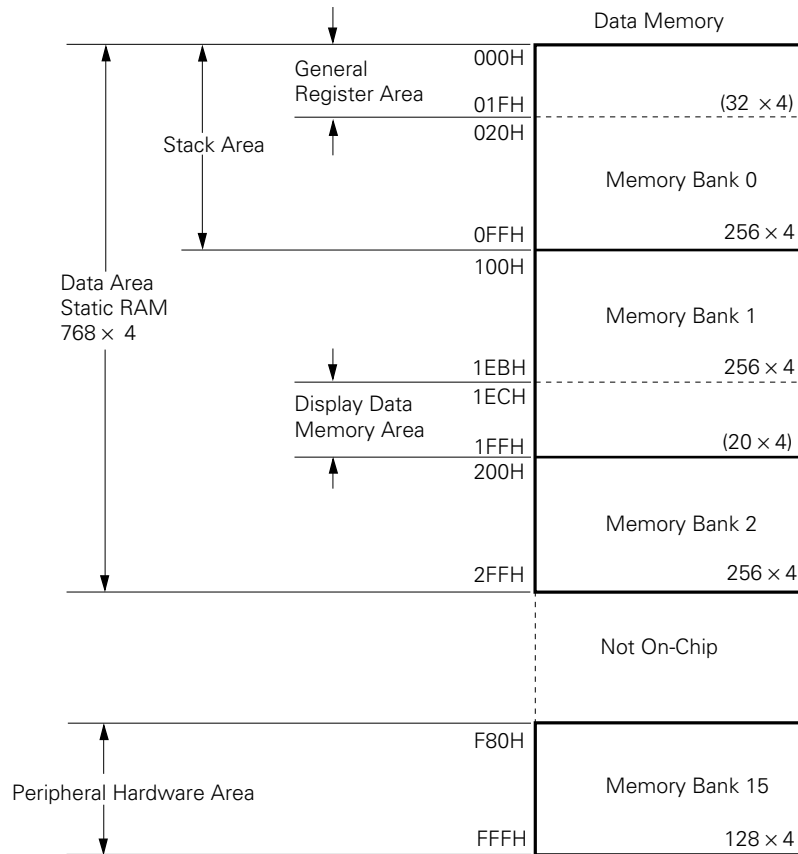 Data Memory
000H
General
Register Area
01FH
(32 × 4)
020H
Stack Area
Memory Bank 0
0FFH
256 × 4
100H
Data Area
Static RAM
768 × 4
Memory Bank 1
1EBH
256 × 4
1ECH
Display Data
Memory Area
1FFH
(20 × 4)
200H
Memory Bank 2
2FFH
256 × 4
Not On-Chip
F80H
Peripheral Hardware Area
Memory Bank 15
FFFH
128 × 4